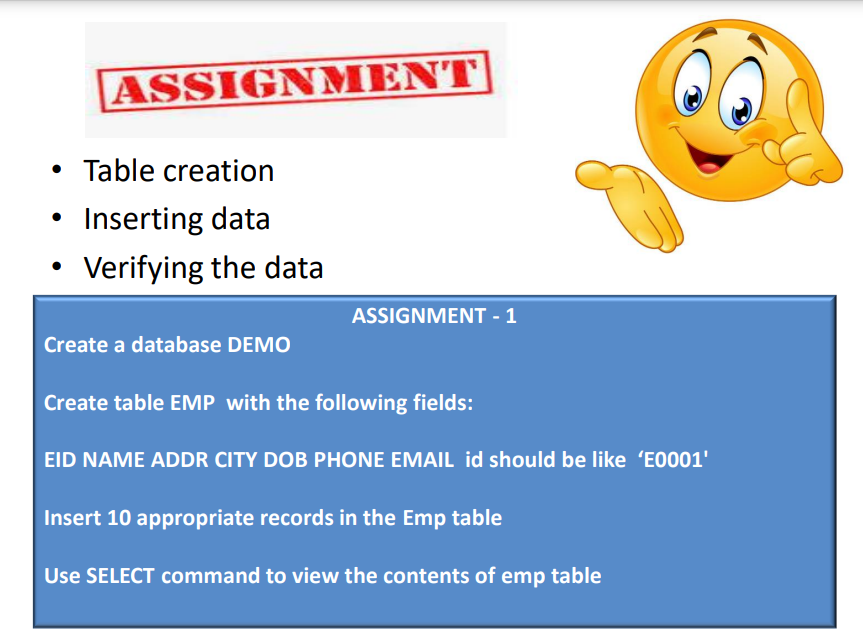 ASSIGNMENT
• Table creation
• Inserting data
• Verifying the data
ASSIGNMENT - 1
Create a database DEMO
Create table EMP with the following fields:
EID NAME ADDR CITY DOB PHONE EMAIL id should be like ‘E0001'
Insert 10 appropriate records in the Emp table
Use SELECT command to view the contents of emp table